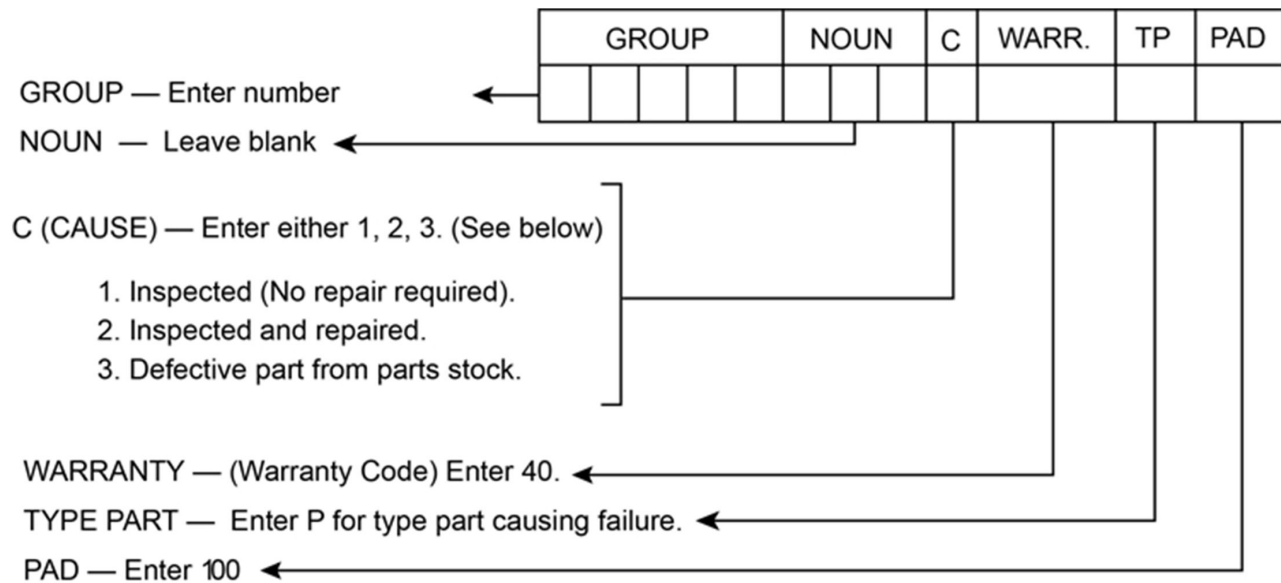 GROUP NOUN C WARR. TP PAD
GROUP — Enter number
NOUN — Leave blank
C (CAUSE) — Enter either 1, 2, 3. (See below)
1. Inspected (No repair required).
2. Inspected and repaired.
3. Defective part from parts stock.
WARRANTY — (Warranty Code) Enter 40.
TYPE PART — Enter P for type part causing failure.
PAD — Enter 100